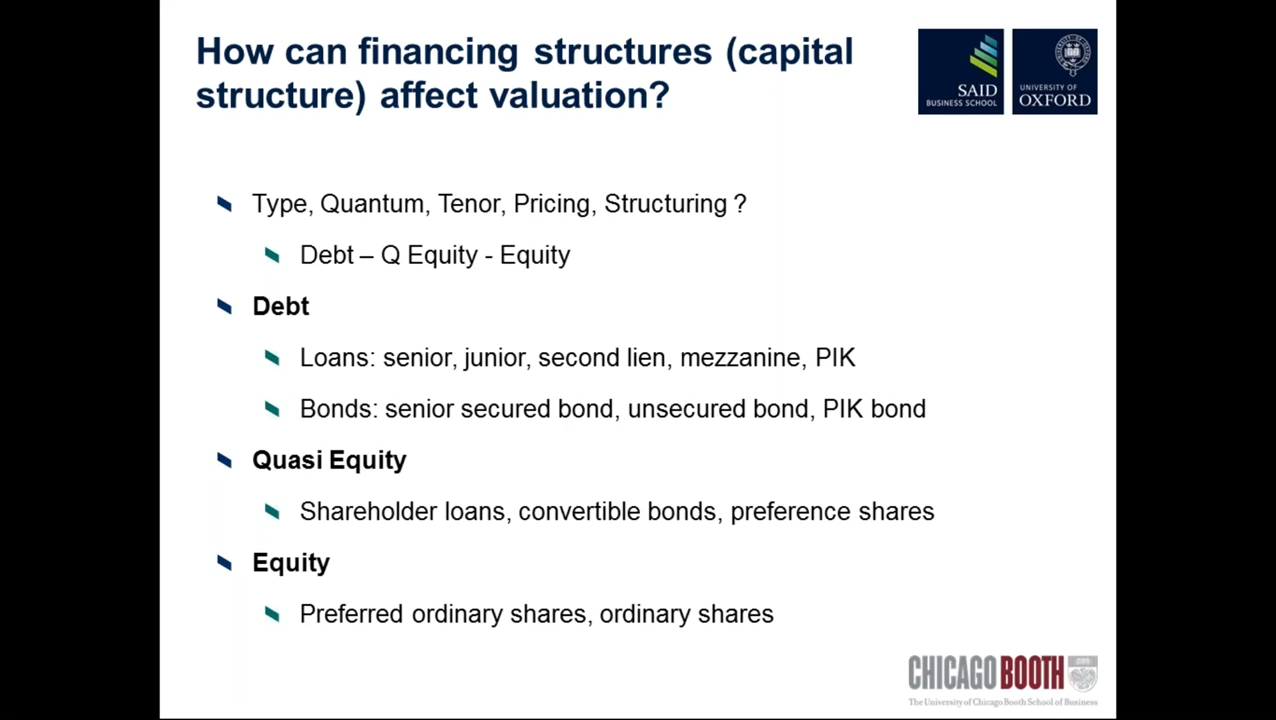 How can financing structures (capital
structure) affect valuation?
SAID
BUSINESS SCHOOL
UNIVERSITY OF
OXFORD
Type, Quantum, Tenor, Pricing, Structuring ?
Debt – Q Equity - Equity
Debt
Loans: senior, junior, second lien, mezzanine, PIK
Bonds: senior secured bond, unsecured bond, PIK bond
Quasi Equity
Shareholder loans, convertible bonds, preference shares
Equity
Preferred ordinary shares, ordinary shares
CHICAGO BOOTH
The University of Chicago Booth School of Business